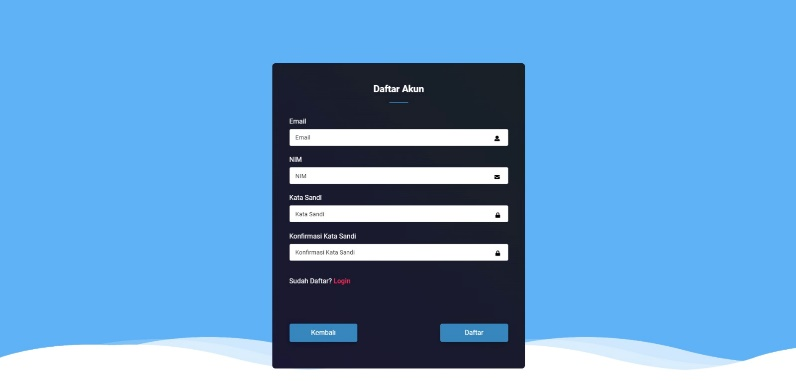 Daftar Akun
Email
Email
NIM
NIM
Kata Sandi
Kata Sandi
Konfirmasi Kata Sandi
Konfirmasi Kata Sandi
Sudah Daftar? Login
Kembali
Daftar